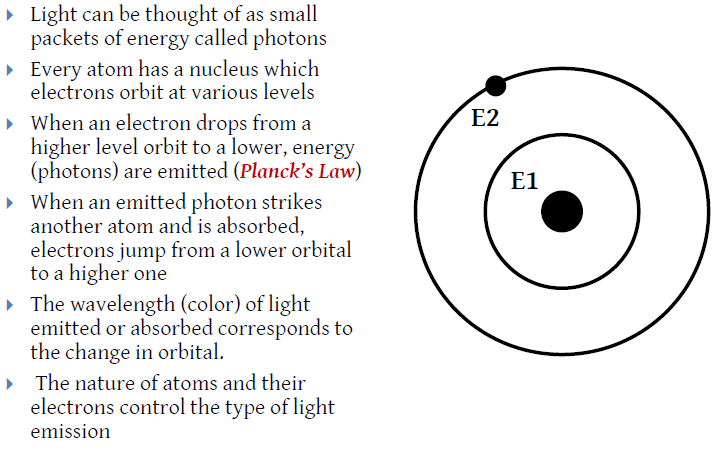 Light can be thought of as small
packets of energy called photons
Every atom has a nucleus which
electrons orbit at various levels
When an electron drops from a
higher level orbit to a lower, energy
(photons) are emitted (Planck's Law)
When an emitted photon strikes
another atom and is absorbed,
electrons jump from a lower orbital
to a higher one
The wavelength (color) of light
emitted or absorbed corresponds to
the change in orbital.
The nature of atoms and their
electrons control the type of light
emission
E2
E1